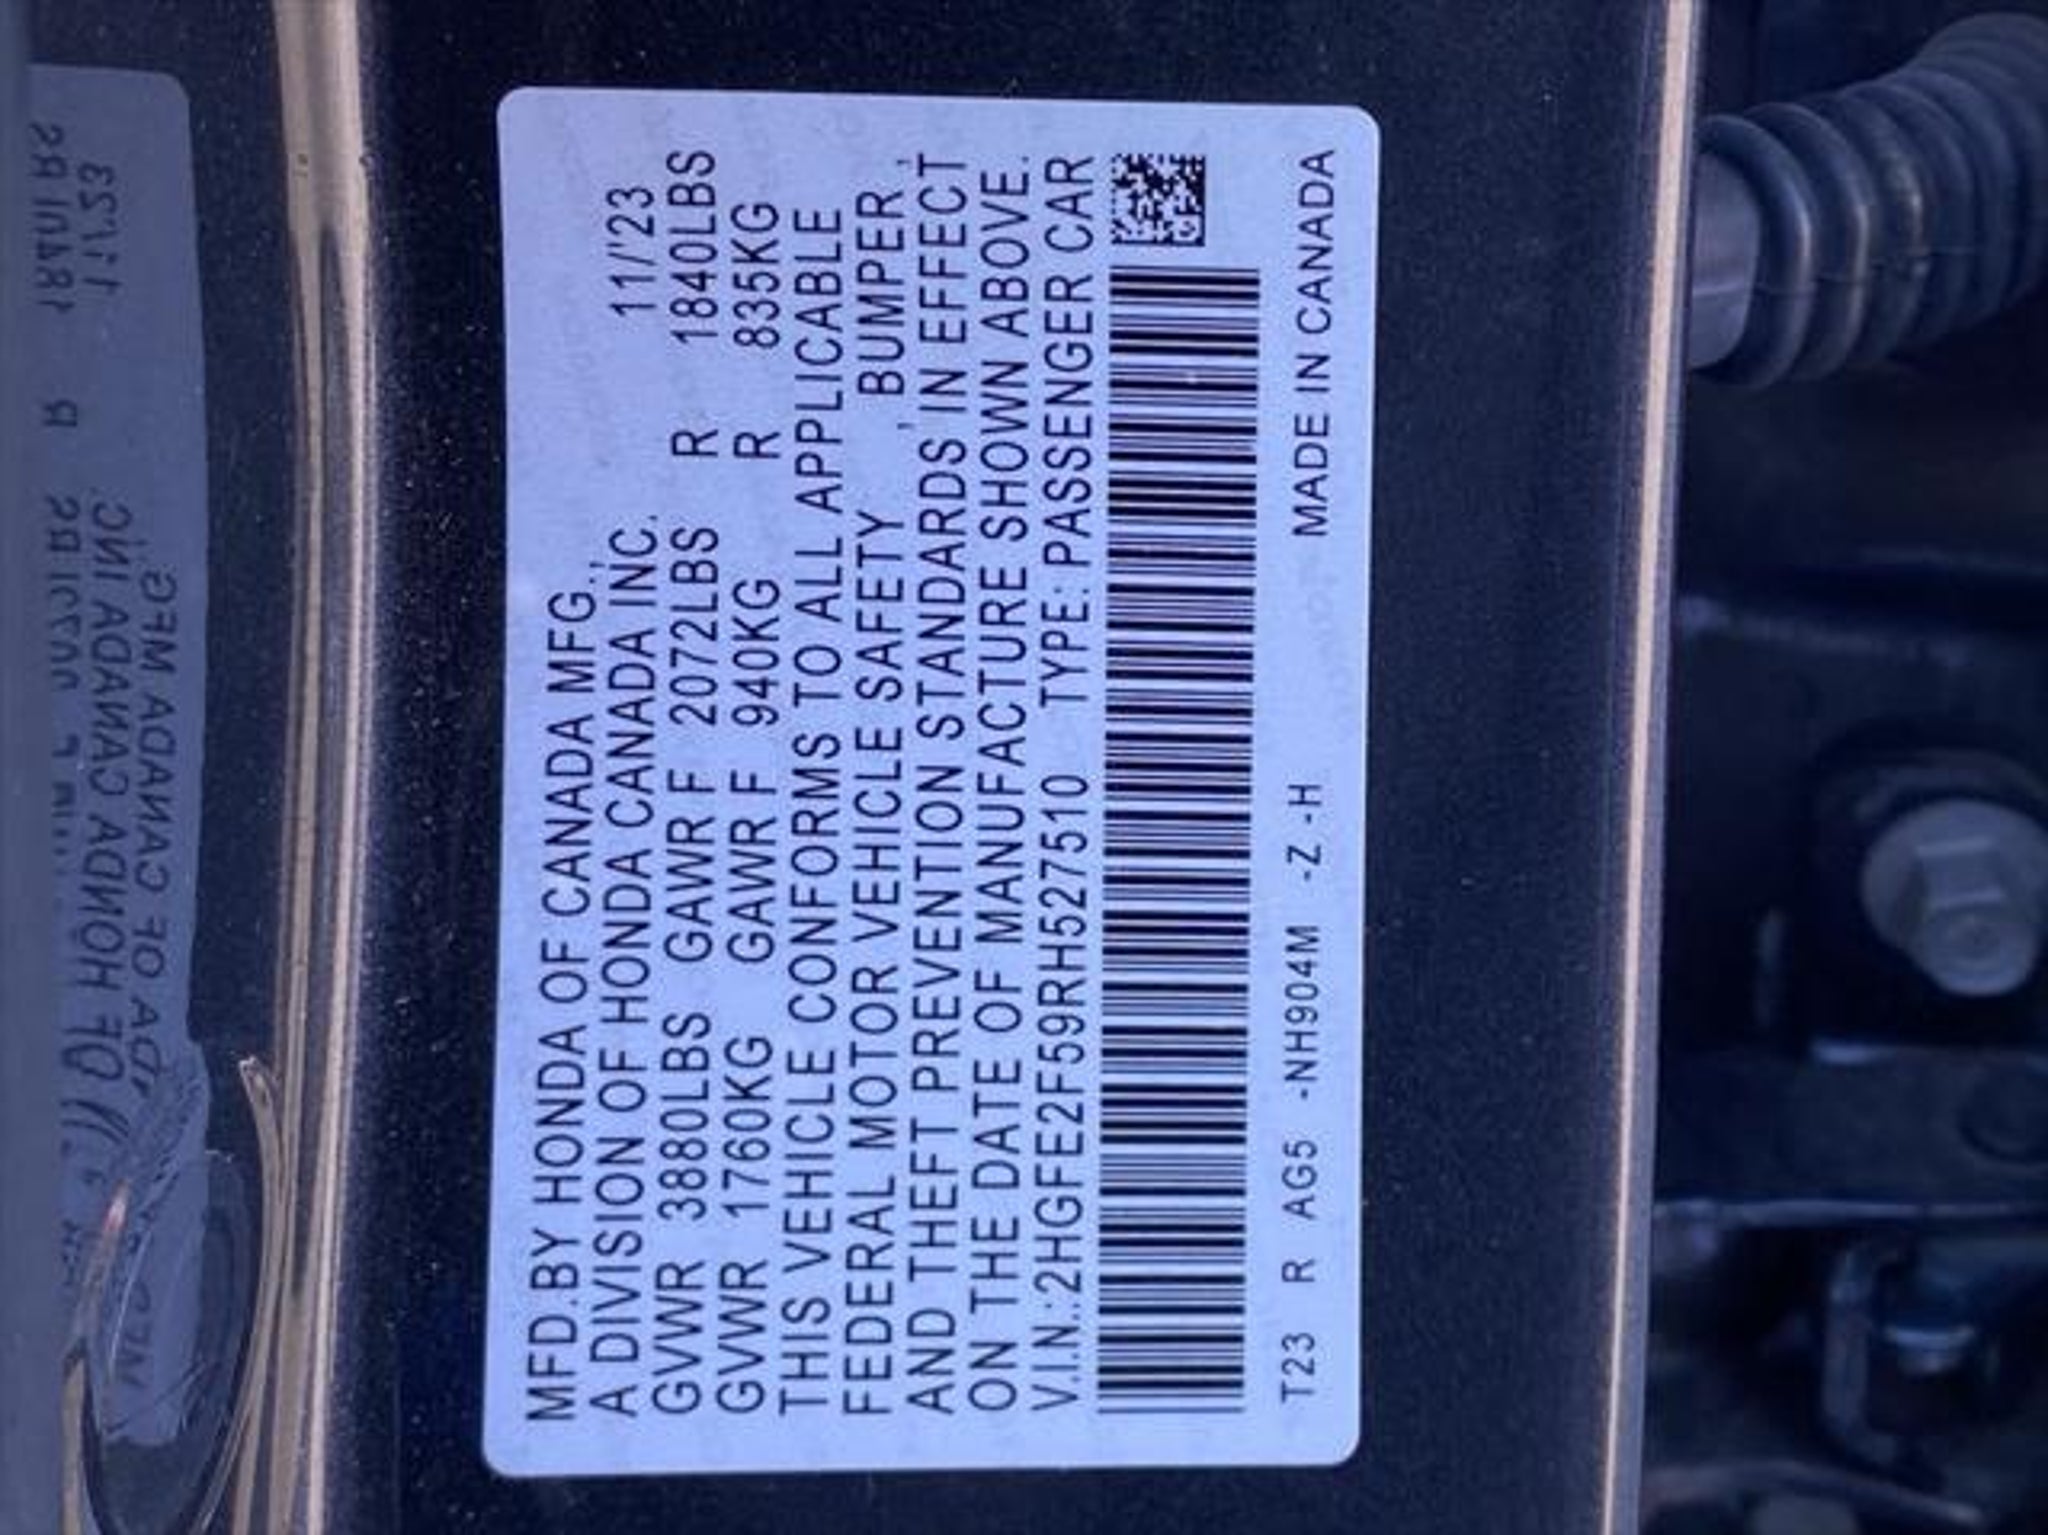 MFD.BY HONDA OF CANADA MFG.,
A DIVISION OF HONDA CANADA INC. 11/'23
GVWR 3880LBS GAWR F 2072LBS R 1840LBS
GVWR 1760KG GAWR F 940KG R 835KG
THIS VEHICLE CONFORMS TO ALL APPLICABLE
FEDERAL MOTOR VEHICLE SAFETY , BUMPER ,
AND THEFT PREVENTION STANDARDS IN EFFECT
ON THE DATE OF MANUFACTURE SHOWN ABOVE.
V.I.N.:2HGFE2F59RH527510 TYPE: PASSENGER CAR
T23 R AG5 -NH904M -Z -H MADE IN CANADA